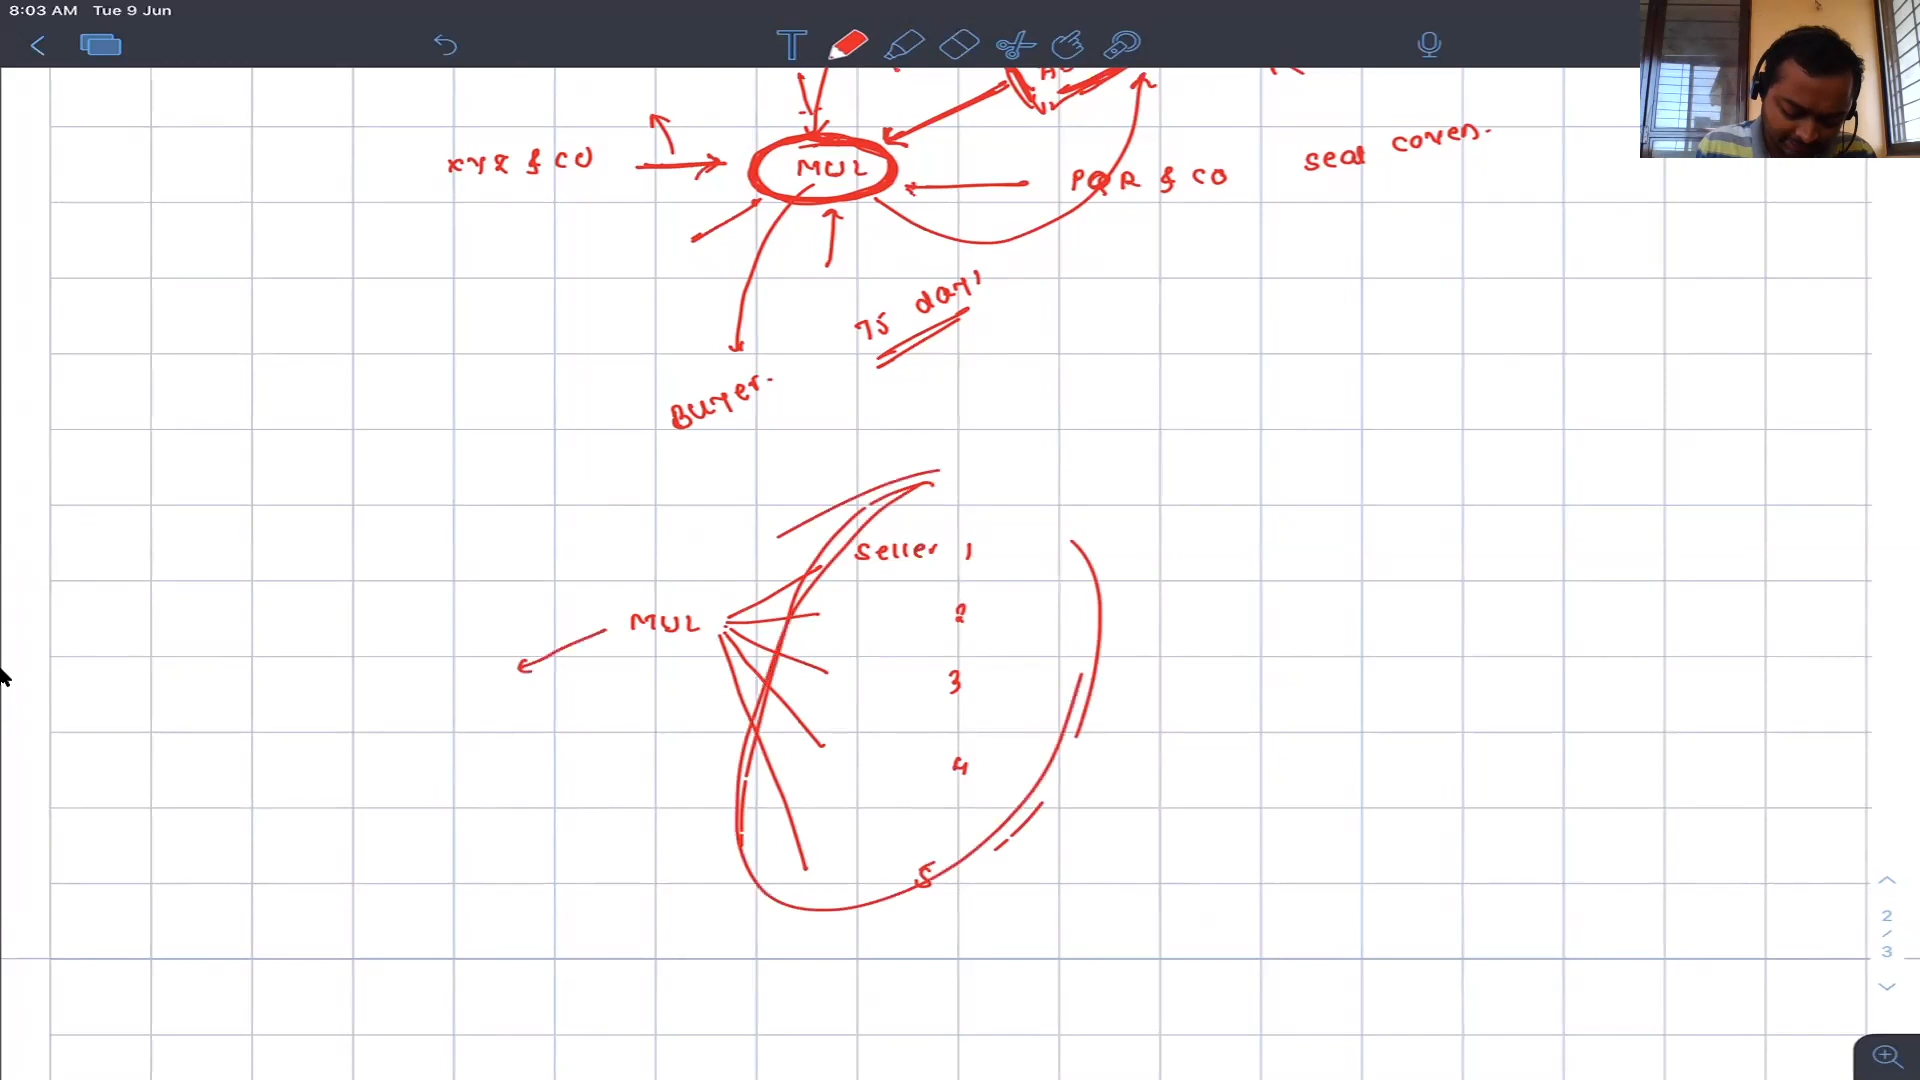 8:03 AM Tue 9 Jun
T
XYZ & CO
MUL
PQR & CO
seat covers.
75 days
Buyer.
Seller 1
MUL
2
3
4
5
2
/
3